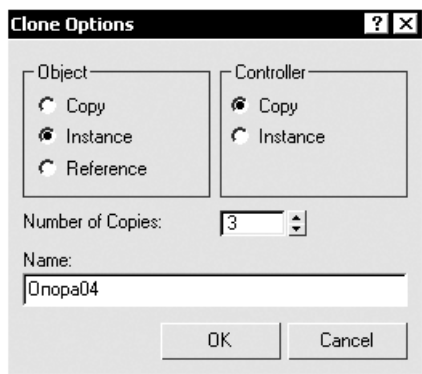 Clone Options
Object
Controller
Copy
Copy
Instance
Instance
Reference
Number of Copies: 3
Name:
Опора04
OK Cancel